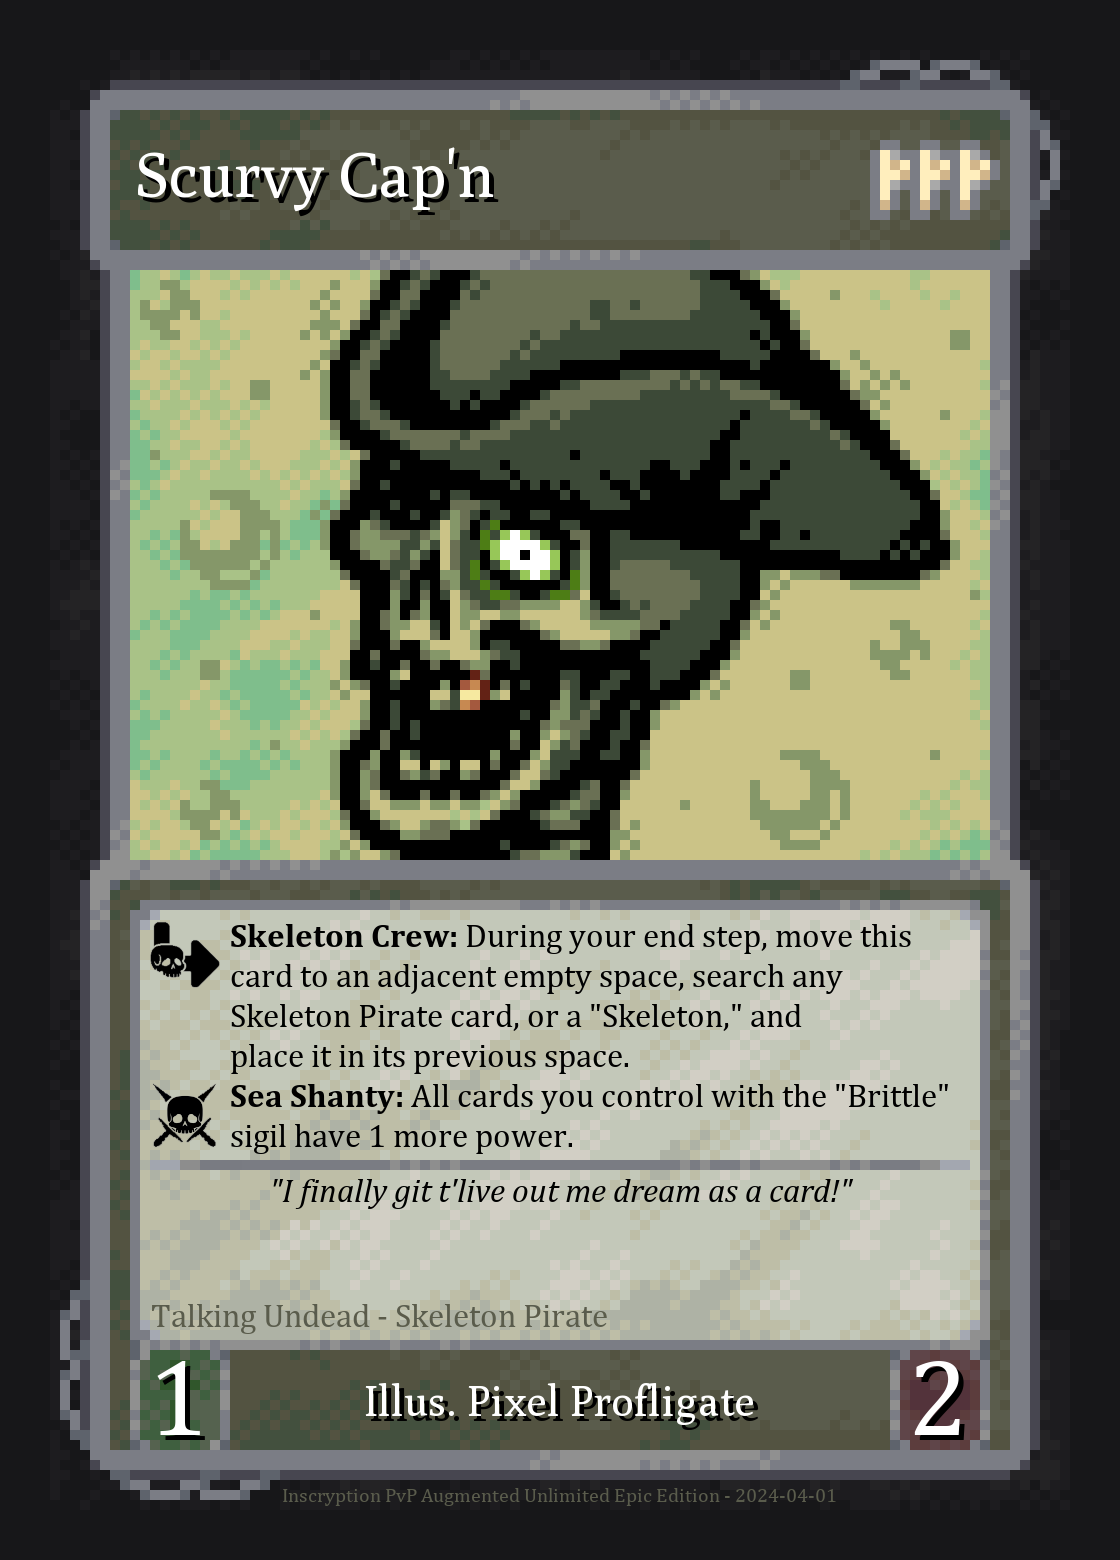 Scurvy Cap'n
Skeleton Crew: During your end step, move this
card to an adjacent empty space, search any
Skeleton Pirate card, or a "Skeleton," and
place it in its previous space.
Sea Shanty: All cards you control with the "Brittle"
sigil have 1 more power.
"I finally git t'live out me dream as a card!"
Talking Undead - Skeleton Pirate
1
Illus. Pixel Profligate
2
Inscryption PvP Augmented Unlimited Epic Edition - 2024-04-01